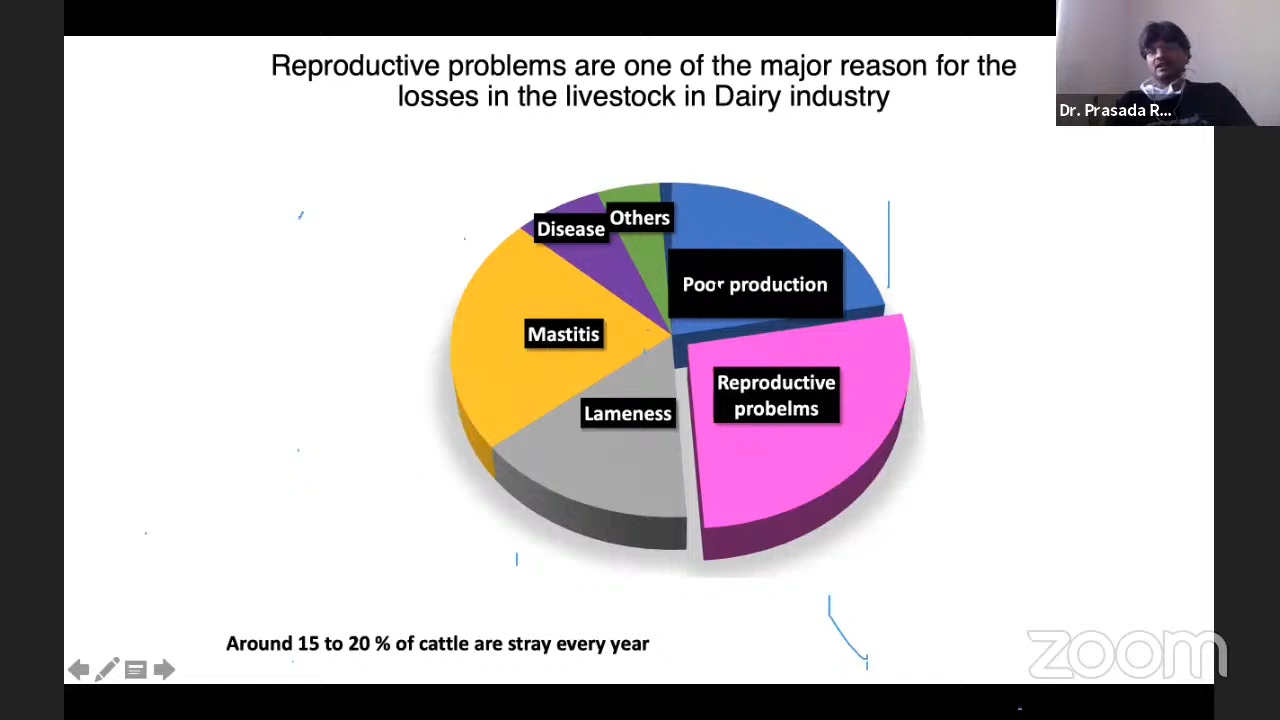 Reproductive problems are one of the major reason for the
losses in the livestock in Dairy industry
Dr. Prasada R...
Others
Disease
Poor production
Mastitis
Reproductive
probelms
Lameness
Around 15 to 20 % of cattle are stray every year
zoom